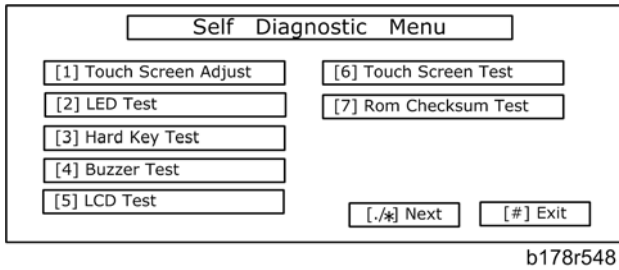 Self Diagnostic Menu
[1] Touch Screen Adjust
[2] LED Test
[3] Hard Key Test
[4] Buzzer Test
[5] LCD Test
[6] Touch Screen Test
[7] Rom Checksum Test
[./*] Next
[#] Exit
b178r548